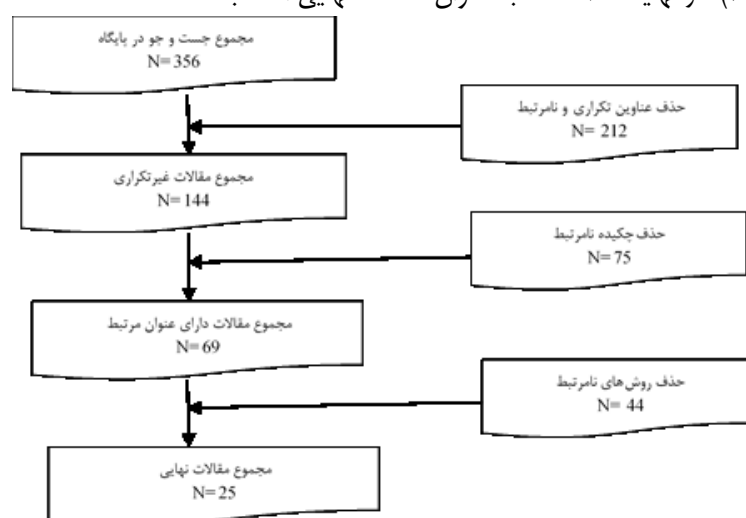 مجموع جست و جو در پایگاه
N=356
حذف عناوین تکراری و نامرتبط
N= 212
مجموع مقالات غیرتکراری
N=144
حذف چکیده نامرتبط
N=75
مجموع مقالات دارای عنوان مرتبط
N=69
حذف روش‌های نامرتبط
N= 44
مجموع مقالات نهایی
N=25